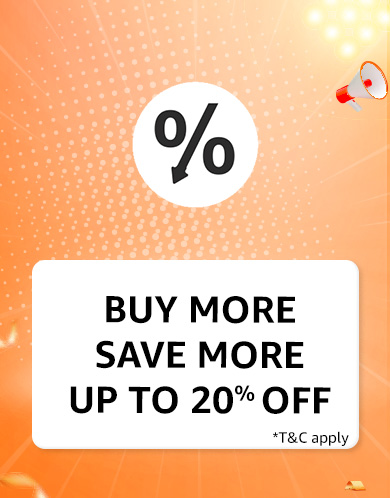 %
BUY MORE
SAVE MORE
UP TO 20% OFF
*T&C apply